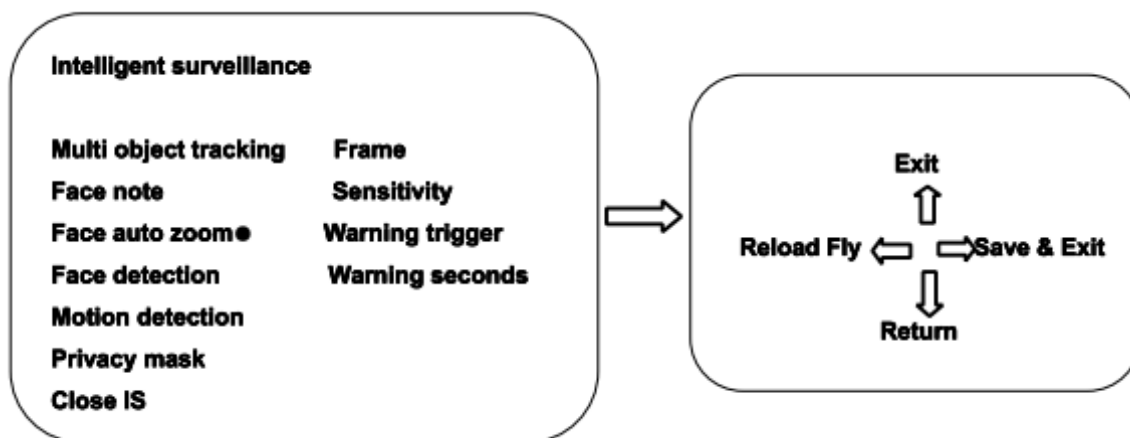 Intelligent surveillance
Multi object tracking Frame
Face note Sensitivity
Face auto zoom● Warning trigger
Face detection Warning seconds
Motion detection
Privacy mask
Close IS
Exit
Reload Fly Save & Exit
Return